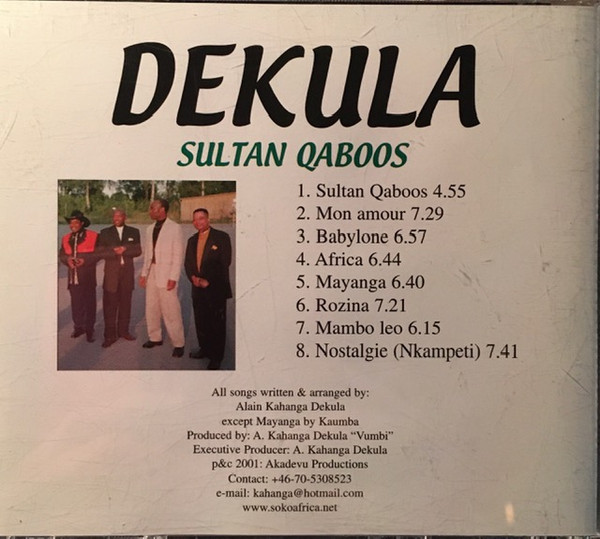 DEKULA
SULTAN QABOOS
1. Sultan Qaboos 4.55
2. Mon amour 7.29
3. Babylone 6.57
4. Africa 6.44
5. Mayanga 6.40
6. Rozina 7.21
7. Mambo leo 6.15
8. Nostalgie (Nkampeti) 7.41
All songs written & arranged by:
Alain Kahanga Dekula
except Mayanga by Kaumba
Produced by: A. Kahanga Dekula “Vumbi”
Executive Producer: A. Kahanga Dekula
p&c 2001: Akadevu Productions
Contact: +46-70-5308523
e-mail: kahanga@hotmail.com
www.sokoafrica.net